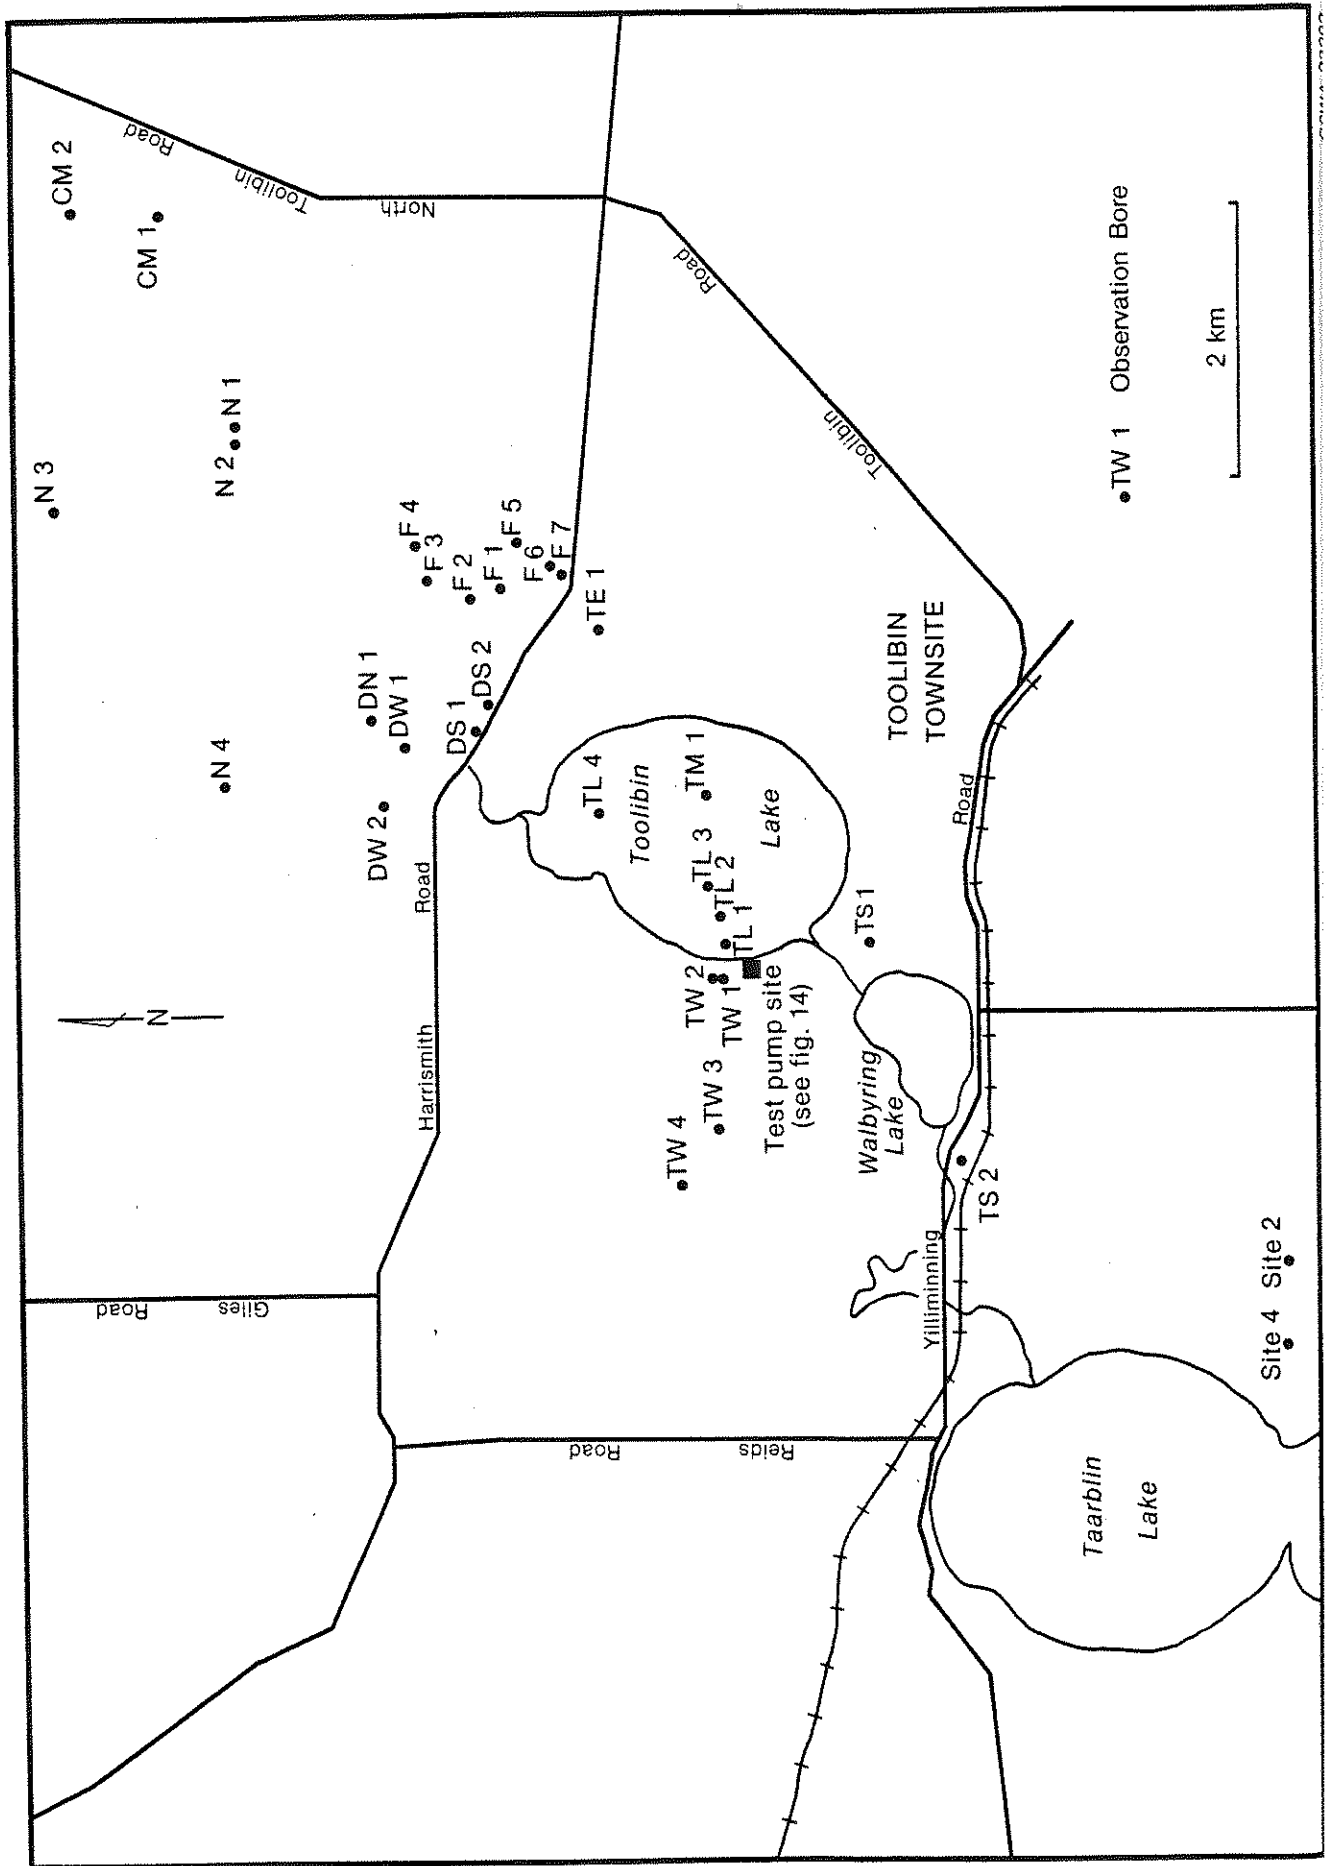 N 3
CM 2
CM 1
Giles
Road
N 4
N 2
N 1
Toolibin
Road
North
N
DW 2
DN 1
DW 1
F 4
F 3
Harrismith
Road
F 2
DS 1
DS 2
F 1
F 5
F 6
F 7
TL 4
TE 1
Reids
Road
Toolibin
Lake
TW 4
TW 3
TW 2
TW 1
TL 1
TL 2
TL 3
TM 1
Road
Toolibin
Test pump site
(see fig. 14)
Walbyring
Lake
TS 1
TOOLIBIN
TOWNSITE
Yilliminning
Road
TS 2
Taarblin
Lake
Site 4
Site 2
TW 1 Observation Bore
2 km